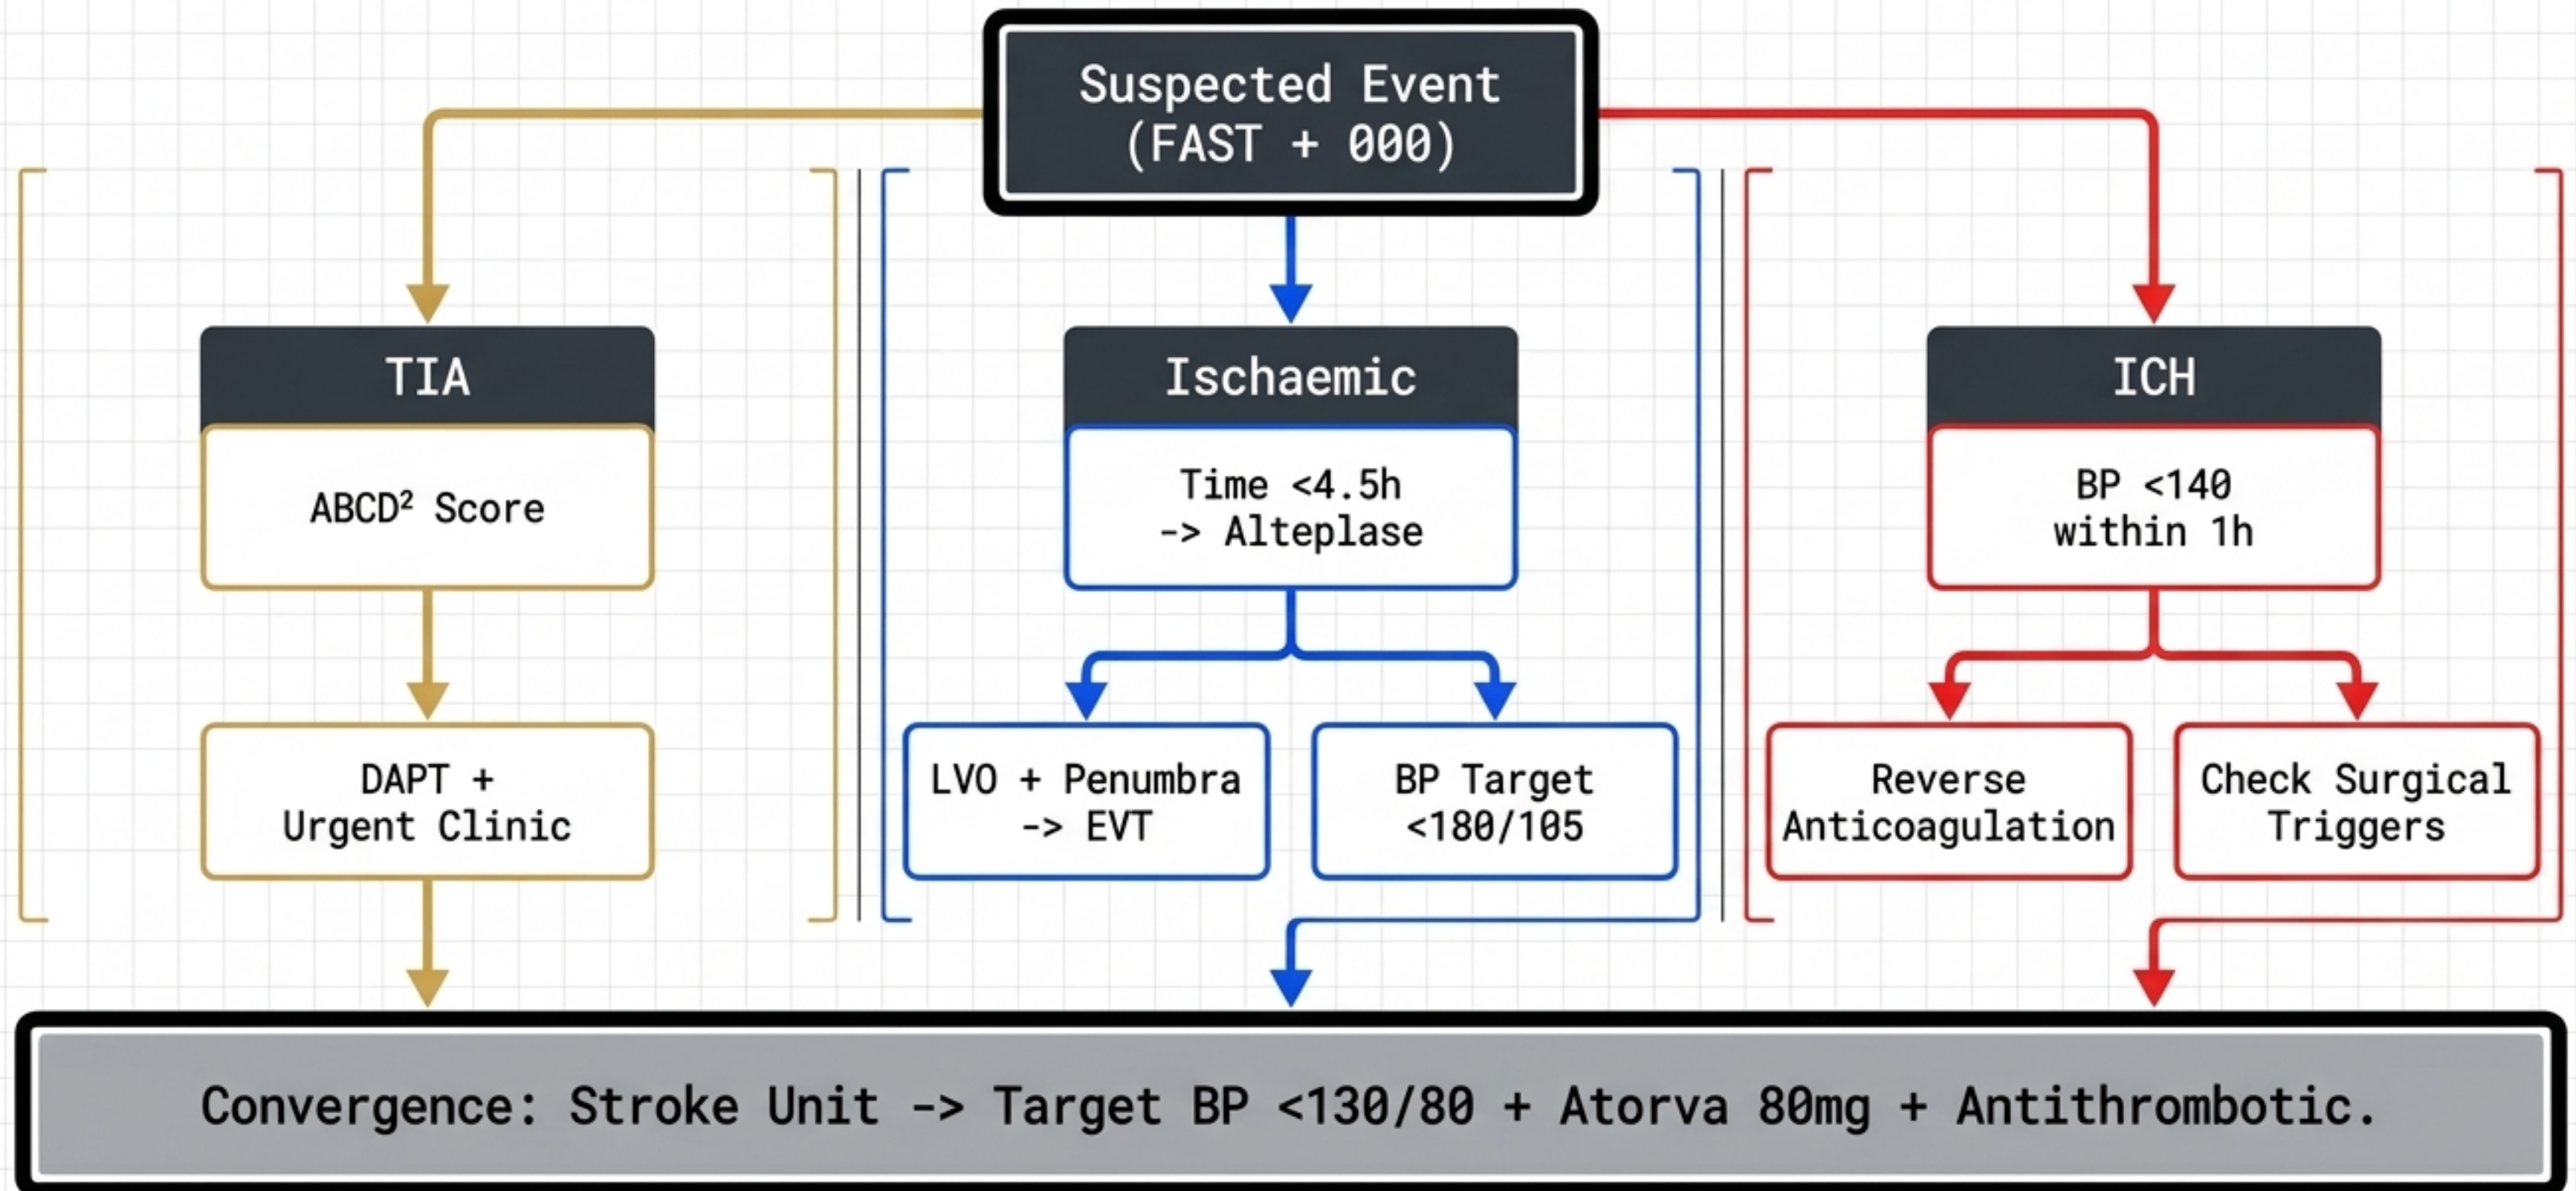 Suspected Event
(FAST + 000)
TIA
ABCD² Score
DAPT +
Urgent Clinic
Ischaemic
Time <4.5h
-> Alteplase
LVO + Penumbra
-> EVT
BP Target
<180/105
ICH
BP <140
within 1h
Reverse
Anticoagulation
Check Surgical
Triggers
Convergence: Stroke Unit -> Target BP <130/80 + Atorva 80mg + Antithrombotic.